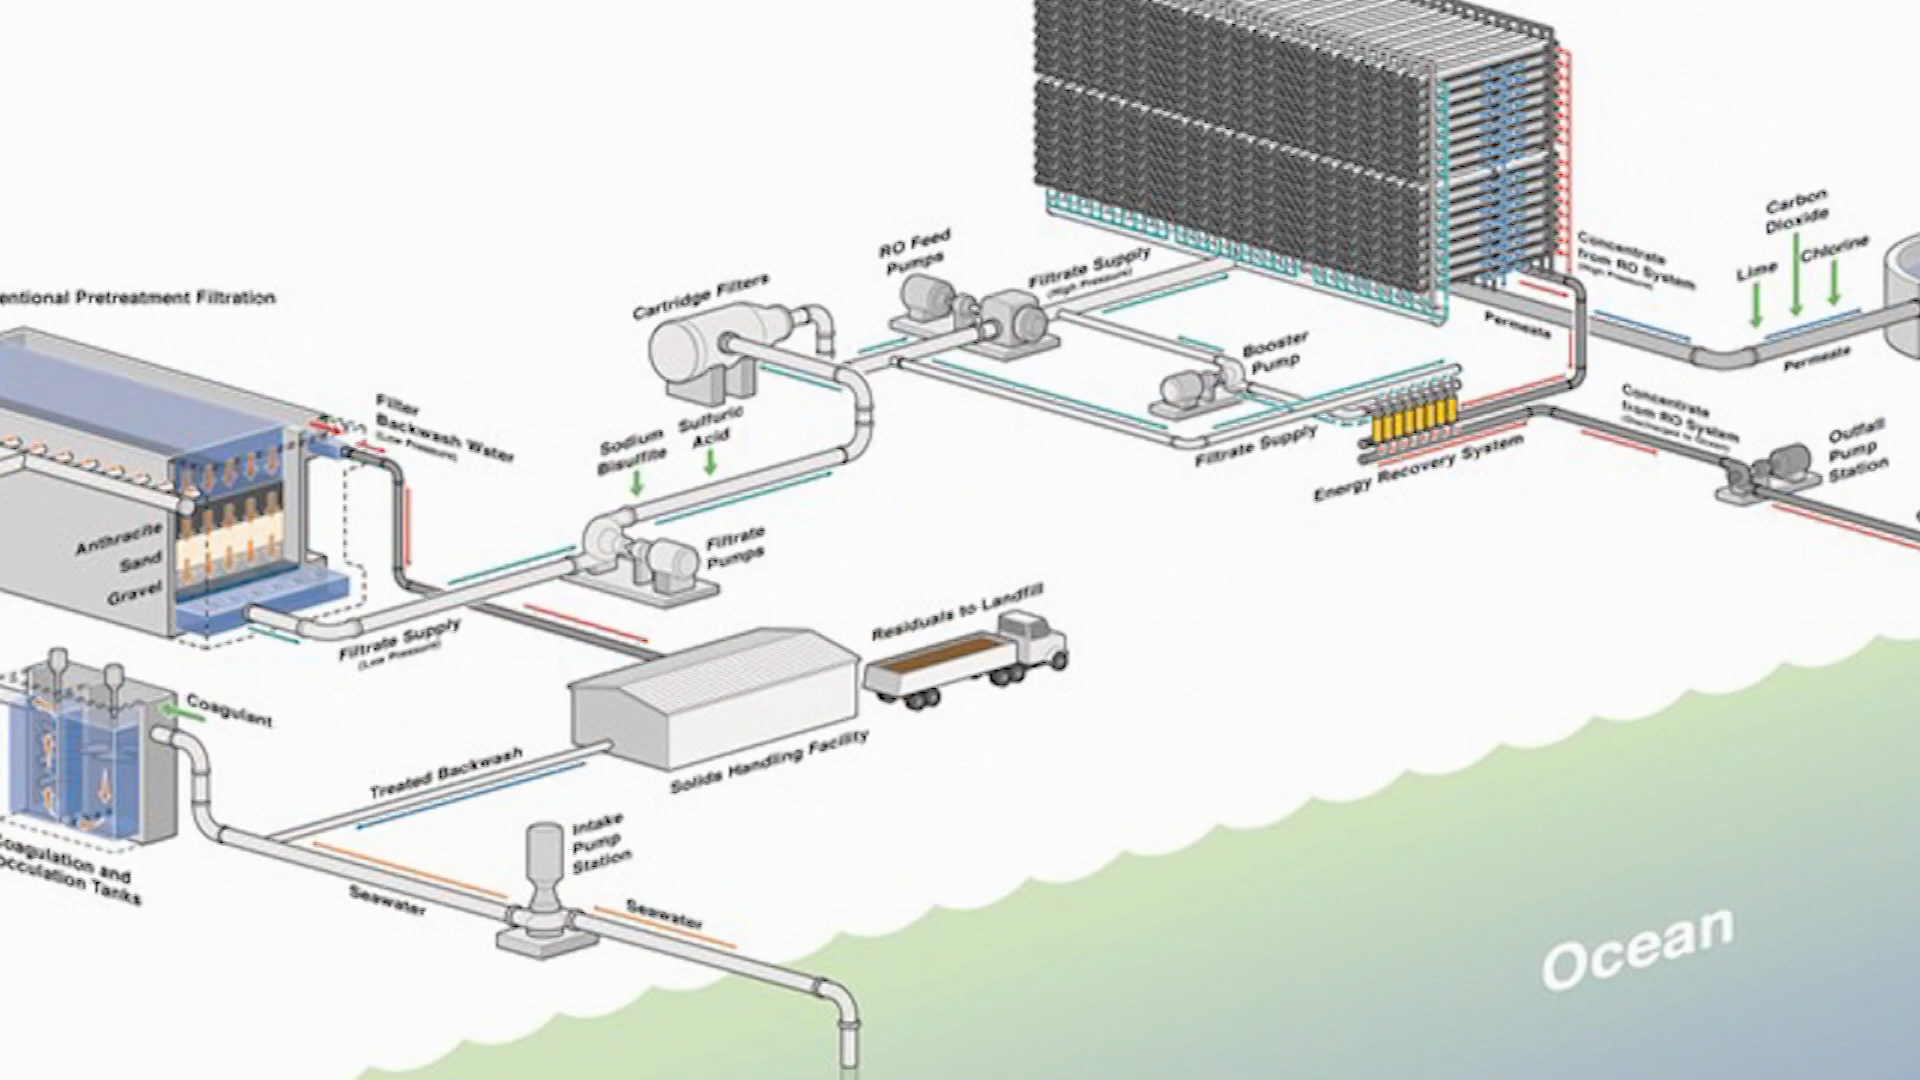 Carbon
Dioxide
Lime
Chlorine
RO Feed
Pumps
Filtrate Supply
(High Pressure)
Concentrate
from RO System
(High Pressure)
Cartridge Filters
entional Pretreatment Filtration
Permeate
Permeate
Booster
Pump
Filter
Backwash Water
(Low Pressure)
Sodium
Bisulfite
Sulfuric
Acid
Filtrate Supply
Energy Recovery System
Concentrate
from RO System
Outfall
Pump
Station
Anthracite
Sand
Gravel
Filtrate
Pumps
Filtrate Supply
(Low Pressure)
Residuals to Landfill
Coagulant
Treated Backwash
Solids Handling Facility
Coagulation and
occulation Tanks
Intake
Pump
Station
Seawater
Seawater
Ocean